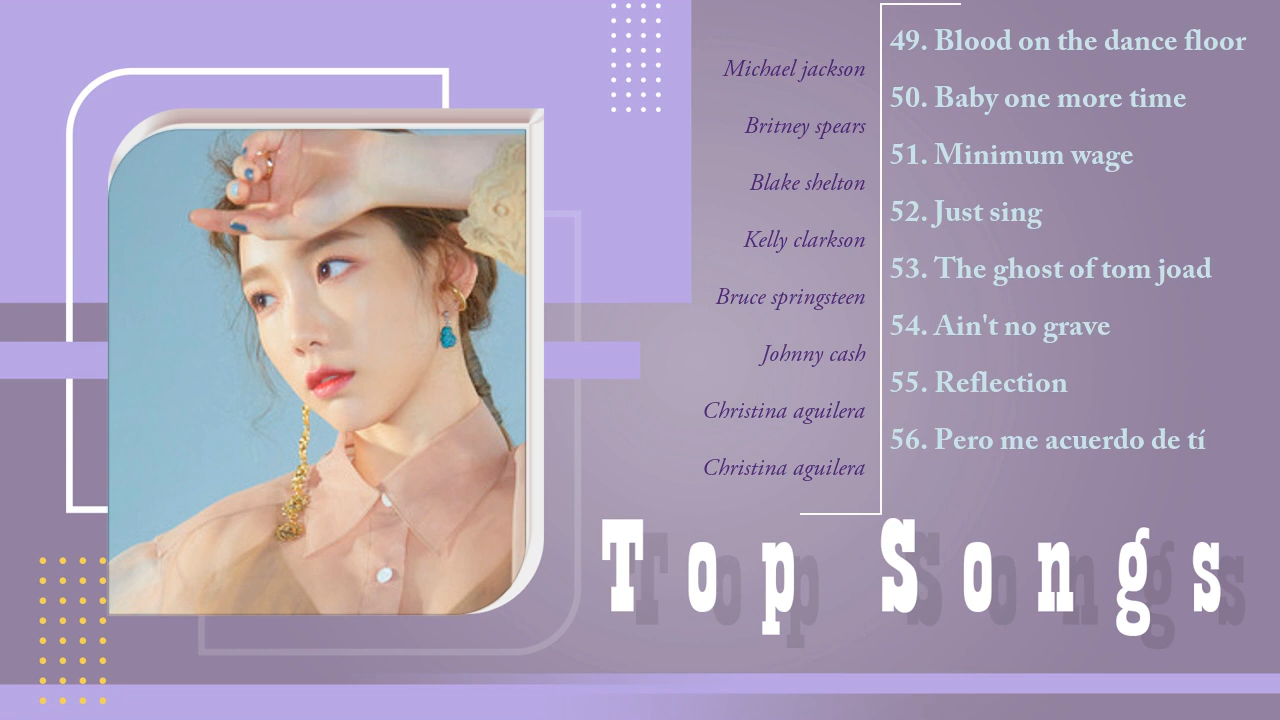 49. Blood on the dance floor
Michael jackson
50. Baby one more time
Britney spears
51. Minimum wage
Blake shelton
52. Just sing
Kelly clarkson
53. The ghost of tom joad
Bruce springsteen
54. Ain't no grave
Johnny cash
55. Reflection
Christina aguilera
56. Pero me acuerdo de tí
Christina aguilera
Top Songs